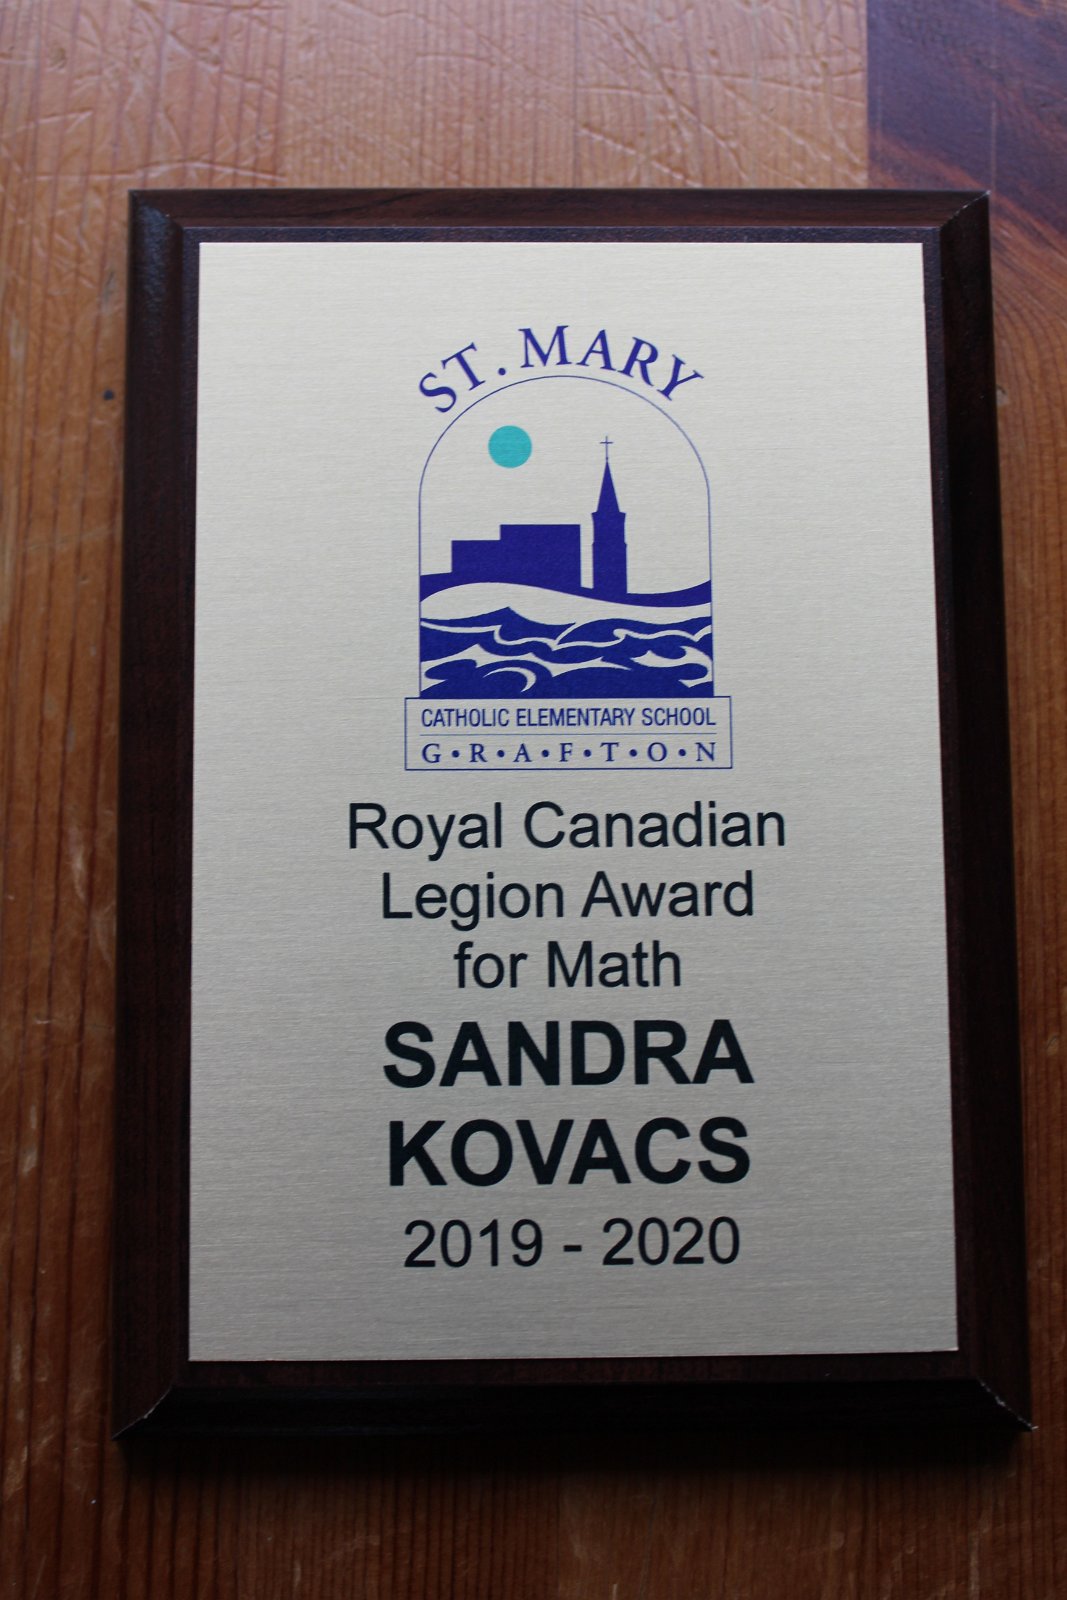 ST. MARY
CATHOLIC ELEMENTARY SCHOOL
G•R•A•F•T•O•N
Royal Canadian
Legion Award
for Math
SANDRA
KOVACS
2019 - 2020